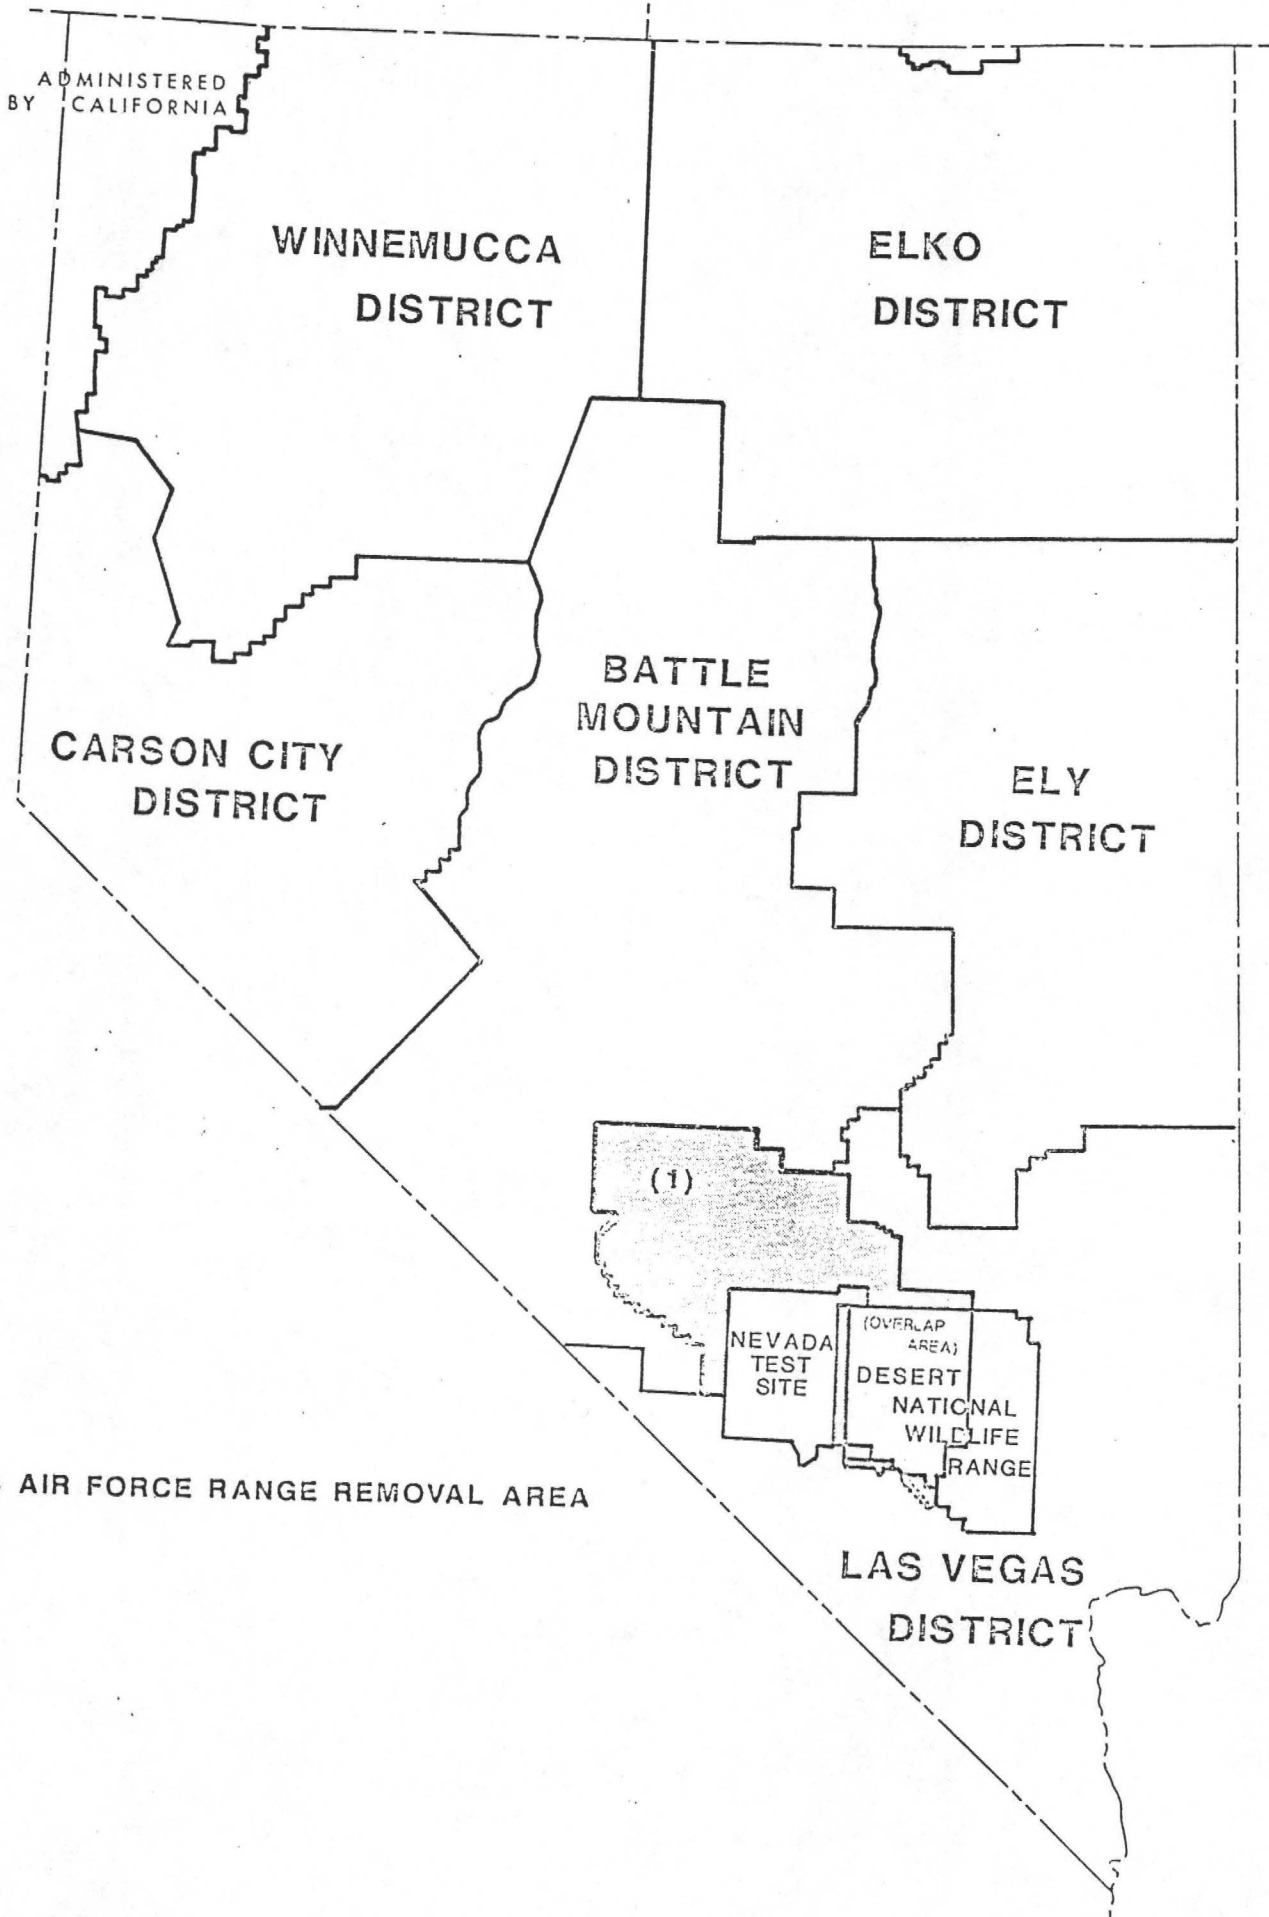 ADMINISTERED
BY CALIFORNIA
WINNEMUCCA
DISTRICT
ELKO
DISTRICT
BATTLE
MOUNTAIN
DISTRICT
CARSON CITY
DISTRICT
ELY
DISTRICT
(1)
(OVERLAP
AREA)
NEVADA
TEST
SITE
DESERT
NATIONAL
WILDLIFE
RANGE
AIR FORCE RANGE REMOVAL AREA
LAS VEGAS
DISTRICT